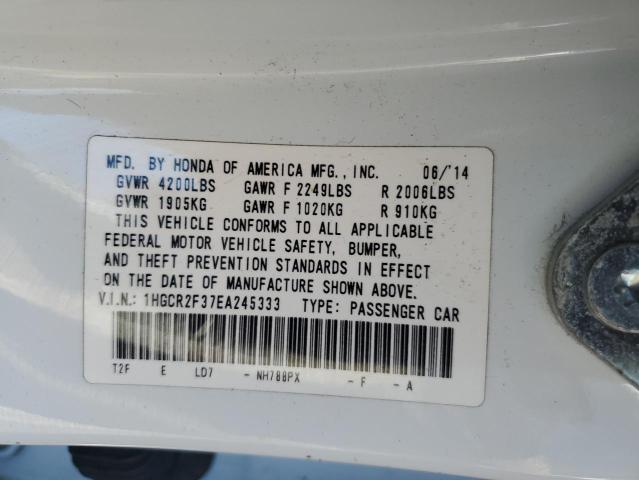 MFD. BY HONDA OF AMERICA MFG., INC. 06/'14
GVWR 4200LBS GAWR F 2249LBS R 2006LBS
GVWR 1905KG GAWR F 1020KG R 910KG
THIS VEHICLE CONFORMS TO ALL APPLICABLE
FEDERAL MOTOR VEHICLE SAFETY, BUMPER,
AND THEFT PREVENTION STANDARDS IN EFFECT
ON THE DATE OF MANUFACTURE SHOWN ABOVE.
V.I.N.: 1HGCR2F37EA245333 TYPE: PASSENGER CAR
T2F E LD7 - NH788PX - F - A